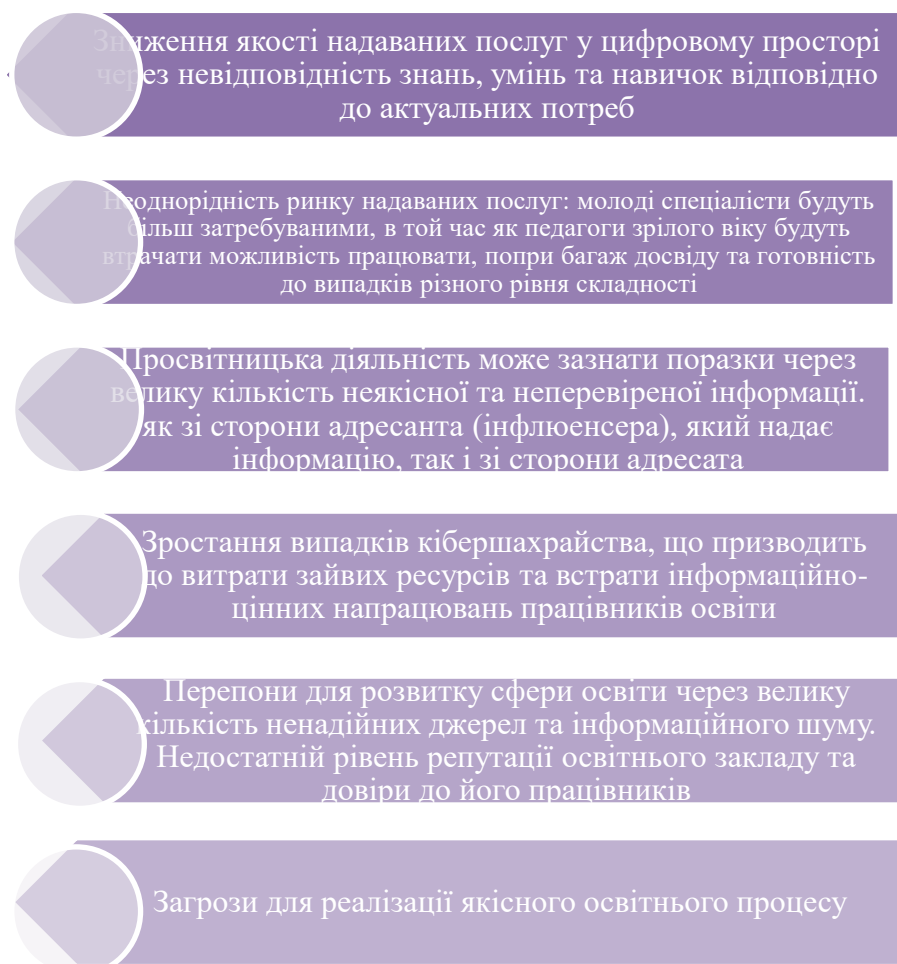 Зниження якості надаваних послуг у цифровому просторі
через невідповідність знань, умінь та навичок відповідно
до актуальних потреб
Неоднорідність ринку надаваних послуг: молоді спеціалісти будуть
більш затребуваними, в той час як педагоги зрілого віку будуть
втрачати можливість працювати, попри багаж досвіду та готовність
до випадків різного рівня складності
Просвітницька діяльність може зазнати поразки через
велику кількість неякісної та неперевіреної інформації.
як зі сторони адресанта (інфлюенсера), який надає
інформацію, так і зі сторони адресата
Зростання випадків кібершахрайства, що призводить
до витрати зайвих ресурсів та встрати інформаційно-
цінних напрацювань працівників освіти
Перепони для розвитку сфери освіти через велику
кількість ненадійних джерел та інформаційного шуму.
Недостатній рівень репутації освітнього закладу та
довіри до його працівників
Загрози для реалізації якісного освітнього процесу